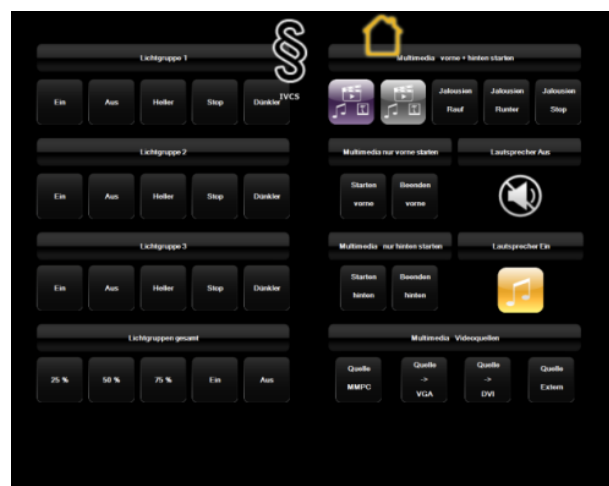 Lichtgruppe 1
Multimedia vorne + hinten starten
IVCS
Ein
Aus
Heller
Stop
Dünkler
Jalousien
Rauf
Jalousien
Runter
Jalousien
Stop
Lichtgruppe 2
Multimedia nur vorne starten
Lautsprecher Aus
Ein
Aus
Heller
Stop
Dünkler
Starten
vorne
Beenden
vorne
Lichtgruppe 3
Multimedia nur hinten starten
Lautsprecher Ein
Ein
Aus
Heller
Stop
Dünkler
Starten
hinten
Beenden
hinten
Lichtgruppen gesamt
Multimedia Videoquellen
25 %
50 %
75 %
Ein
Aus
Quelle
MMPC
Quelle
->
VGA
Quelle
->
DVI
Quelle
Extern